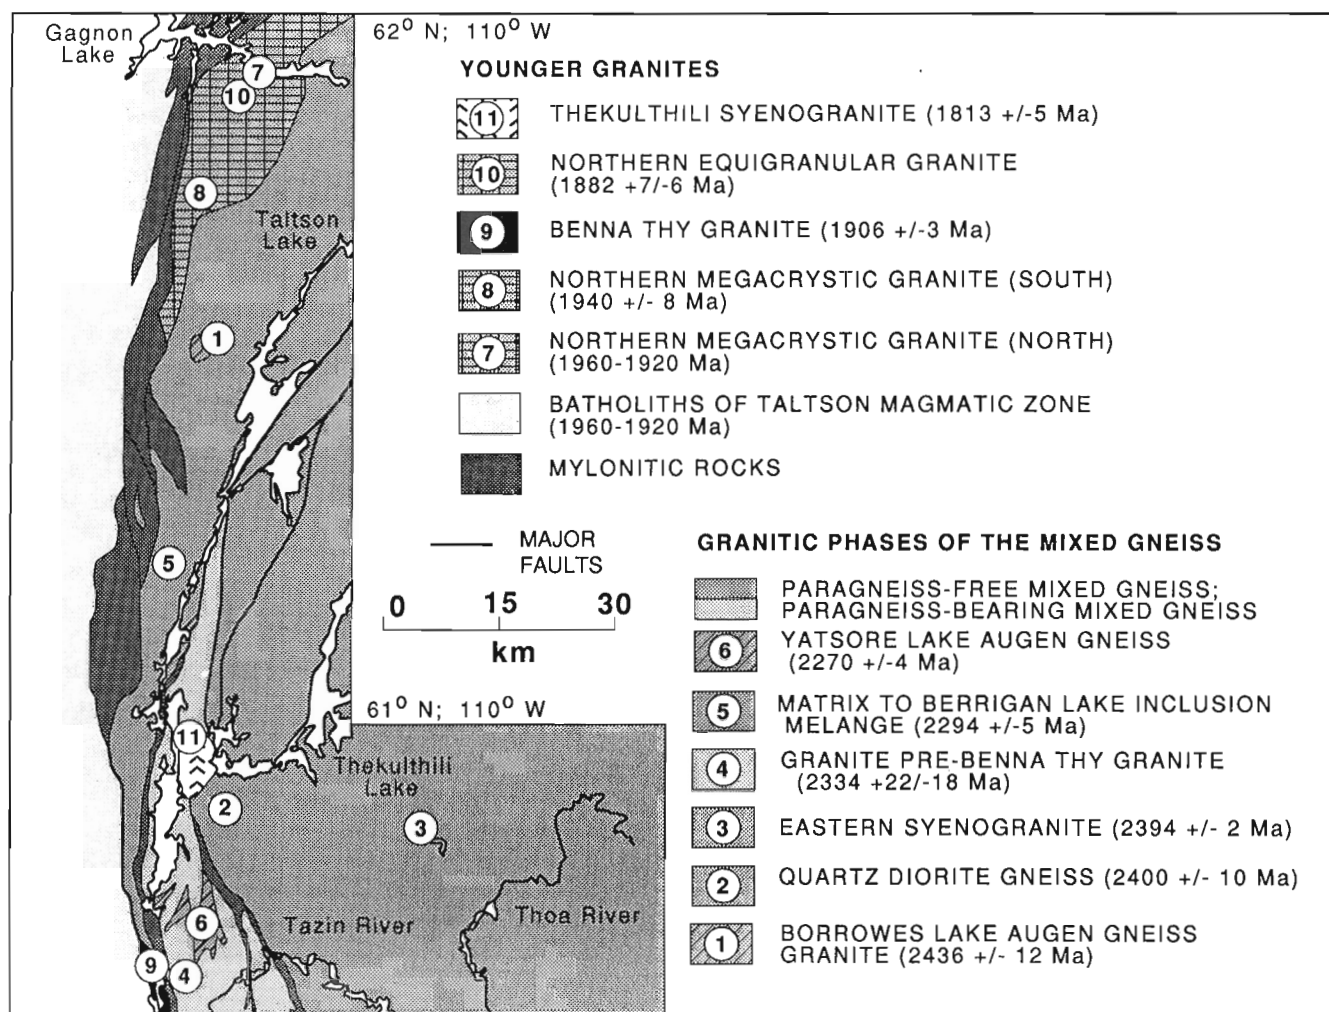 Gagnon
Lake
62° N; 110° W
YOUNGER GRANITES
11 THEKULTHILI SYENOGRANITE (1813 +/-5 Ma)
10 NORTHERN EQUIGRANULAR GRANITE
(1882 +7/-6 Ma)
9 BENNA THY GRANITE (1906 +/-3 Ma)
8 NORTHERN MEGACRYSTIC GRANITE (SOUTH)
(1940 +/- 8 Ma)
7 NORTHERN MEGACRYSTIC GRANITE (NORTH)
(1960-1920 Ma)
BATHOLITHS OF TALTSON MAGMATIC ZONE
(1960-1920 Ma)
MYLONITIC ROCKS
MAJOR
FAULTS
0 15 30
km
GRANITIC PHASES OF THE MIXED GNEISS
PARAGNEISS-FREE MIXED GNEISS;
PARAGNEISS-BEARING MIXED GNEISS
6 YATSORE LAKE AUGEN GNEISS
(2270 +/-4 Ma)
5 MATRIX TO BERRIGAN LAKE INCLUSION
MELANGE (2294 +/-5 Ma)
4 GRANITE PRE-BENNA THY GRANITE
(2334 +22/-18 Ma)
3 EASTERN SYENOGRANITE (2394 +/- 2 Ma)
2 QUARTZ DIORITE GNEISS (2400 +/- 10 Ma)
1 BORROWES LAKE AUGEN GNEISS
GRANITE (2436 +/- 12 Ma)
7
10
8
Taltson
Lake
1
5
61° N; 110° W
11
Thekulthili
Lake
2
3
6
Tazin River
Thoa River
9
4